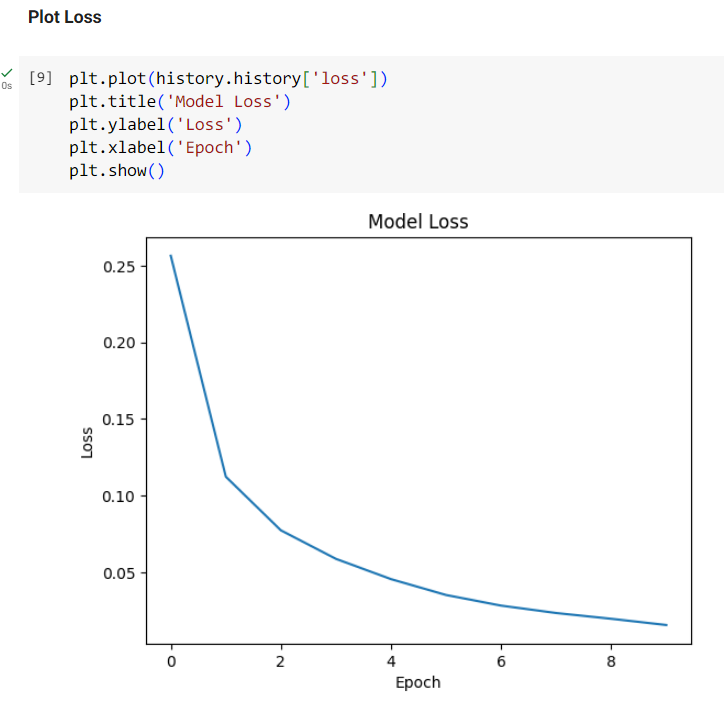 Plot Loss
[9] plt.plot(history.history['loss'])
0s
plt.title('Model Loss')
plt.ylabel('Loss')
plt.xlabel('Epoch')
plt.show()
Model Loss
0.25
0.20
0.15
0.10
0.05
Loss
0 2 4 6 8
Epoch